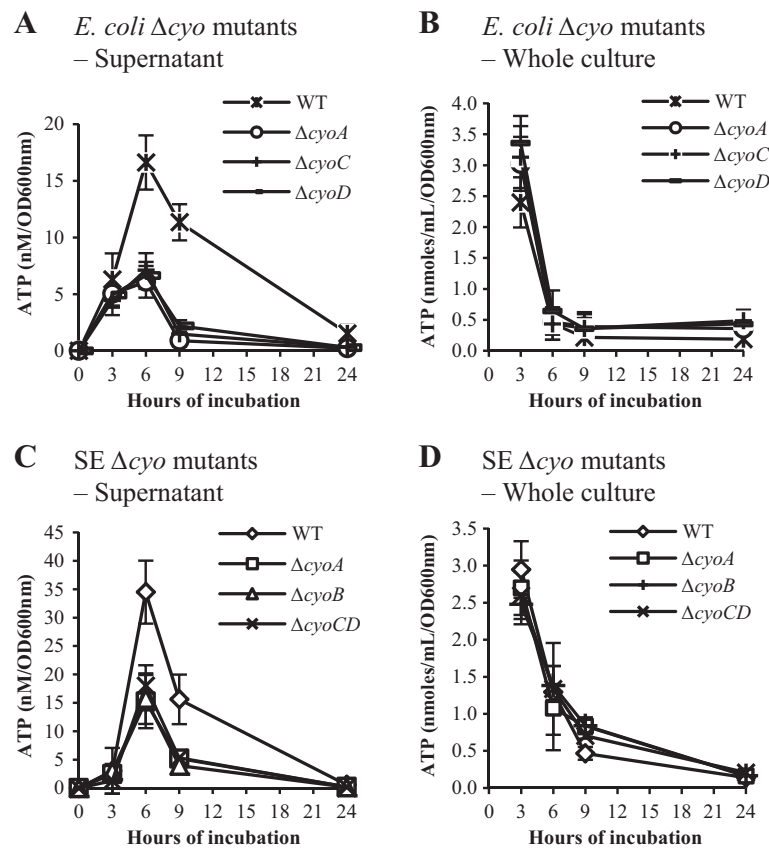 A E. coli Δcyo mutants
– Supernatant
WT
ΔcyoA
ΔcyoC
ΔcyoD
ATP (nM/OD600nm)
20
15
10
5
0
0 3 6 9 12 15 18 21 24
Hours of incubation
B E. coli Δcyo mutants
– Whole culture
WT
ΔcyoA
ΔcyoC
ΔcyoD
ATP (nmoles/mL/OD600nm)
4.0
3.5
3.0
2.5
2.0
1.5
1.0
0.5
0.0
0 3 6 9 12 15 18 21 24
Hours of incubation
C SE Δcyo mutants
– Supernatant
WT
ΔcyoA
ΔcyoB
ΔcyoCD
ATP (nM/OD600nm)
45
40
35
30
25
20
15
10
5
0
0 3 6 9 12 15 18 21 24
Hours of incubation
D SE Δcyo mutants
– Whole culture
WT
ΔcyoA
ΔcyoB
ΔcyoCD
ATP (nmoles/mL/OD600nm)
3.5
3.0
2.5
2.0
1.5
1.0
0.5
0.0
0 3 6 9 12 15 18 21 24
Hours of incubation